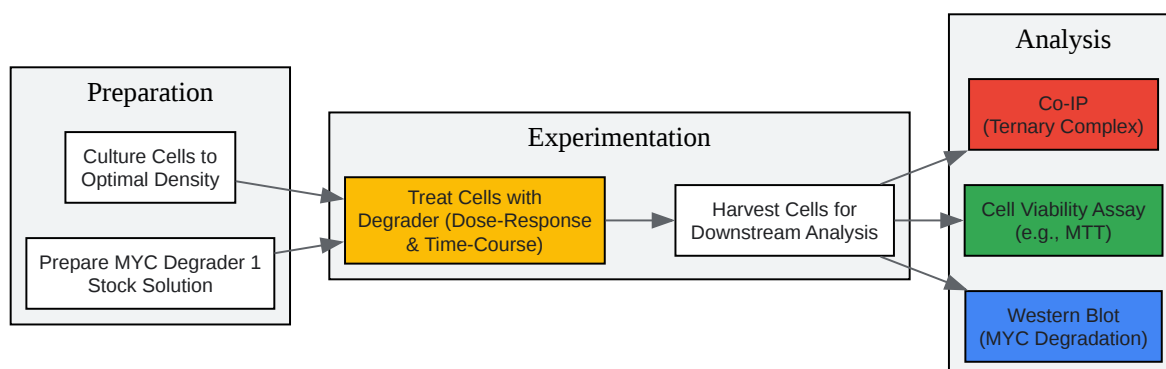 Preparation
Culture Cells to
Optimal Density
Prepare MYC Degrader 1
Stock Solution
Experimentation
Treat Cells with
Degrader (Dose-Response
& Time-Course)
Harvest Cells for
Downstream Analysis
Analysis
Co-IP
(Ternary Complex)
Cell Viability Assay
(e.g., MTT)
Western Blot
(MYC Degradation)